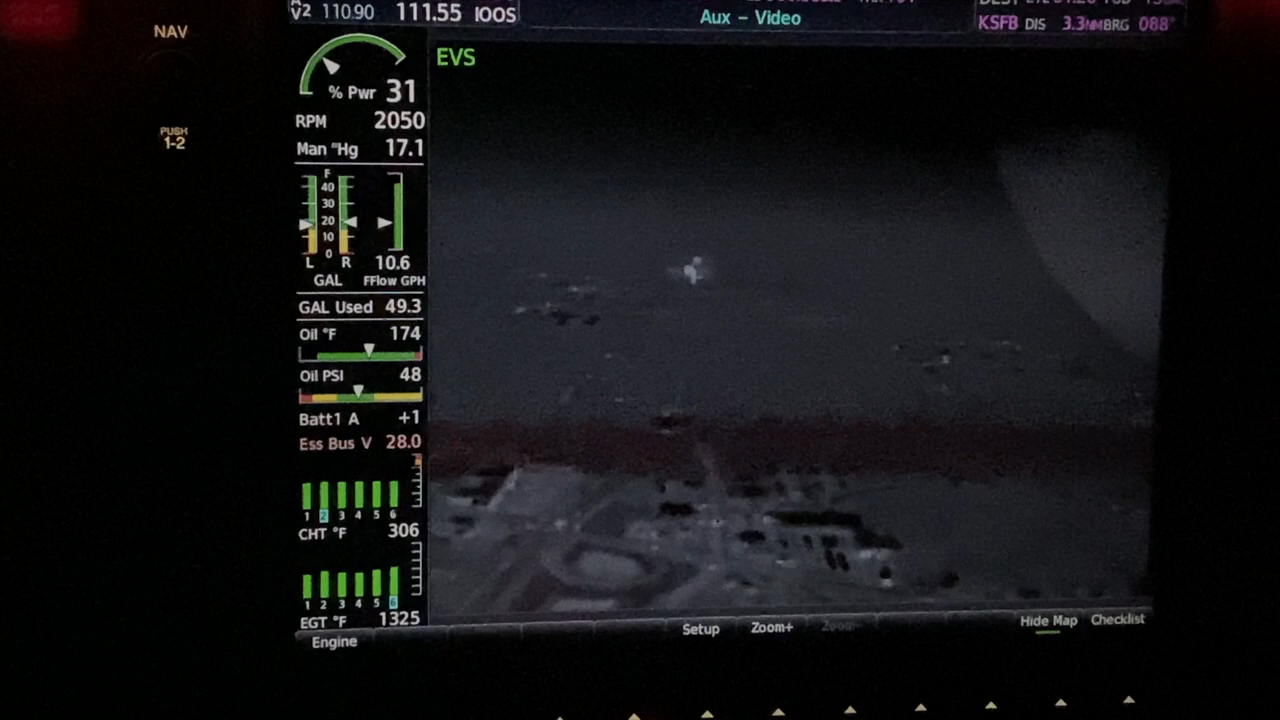 NAV
PUSH
1-2
V2 110.90 111.55 IOOS
Aux – Video
KSFB DIS 3.3NM BRG 088°
EVS
% Pwr 31
RPM 2050
Man "Hg 17.1
F
40
30
20
10
0
L R 10.6
GAL FFlow GPH
GAL Used 49.3
Oil °F 174
Oil PSI 48
Batt1 A +1
Ess Bus V 28.0
1 2 3 4 5 6
CHT °F 306
1 2 3 4 5 6
EGT °F 1325
Engine Setup Zoom+ Zoom- Hide Map Checklist